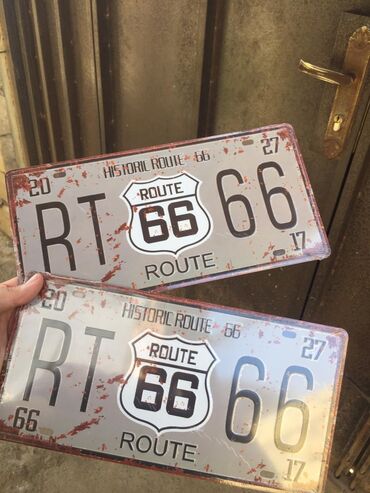 20 HISTORIC ROUTE 66 27
RT ROUTE 66 66
ROUTE 17
20 HISTORIC ROUTE 66 27
RT ROUTE 66 66
66 ROUTE 17